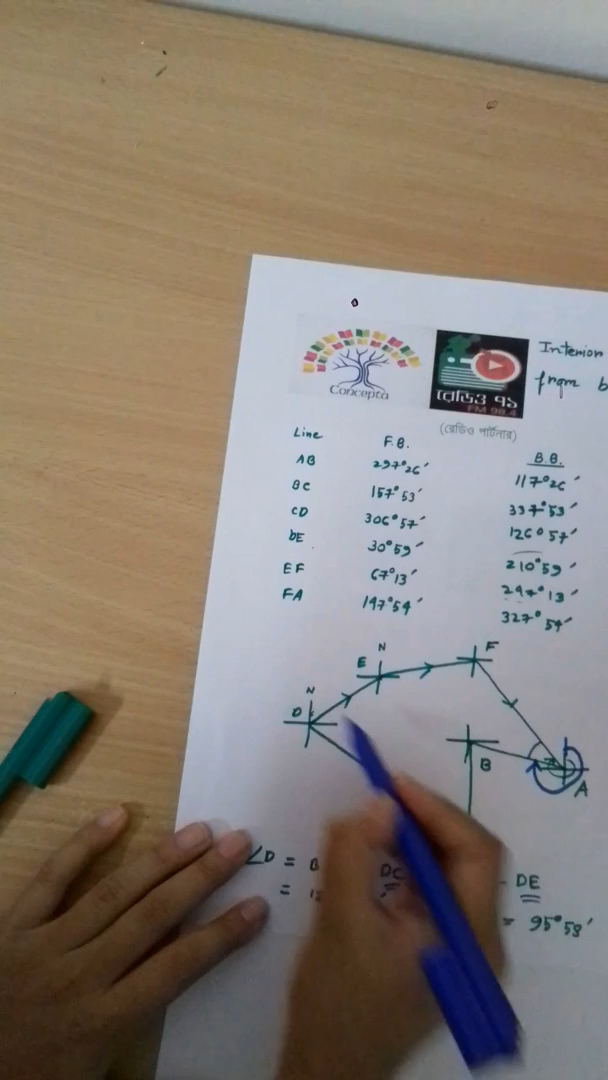 Interior
from b
Concepta
রেডিও ৭১
FM 98.4
(রেডিও পার্টনার)
Line F.B. B.B.
AB 297°26′ 117°26′
BC 157°53′ 337°53′
CD 306°57′ 126°57′
DE 30°59′ 210°59′
EF 67°13′ 247°13′
FA 147°54′ 327°54′
N
E
F
N
D
B
A
∠D = B DC - DE
= 12 = 95°58′